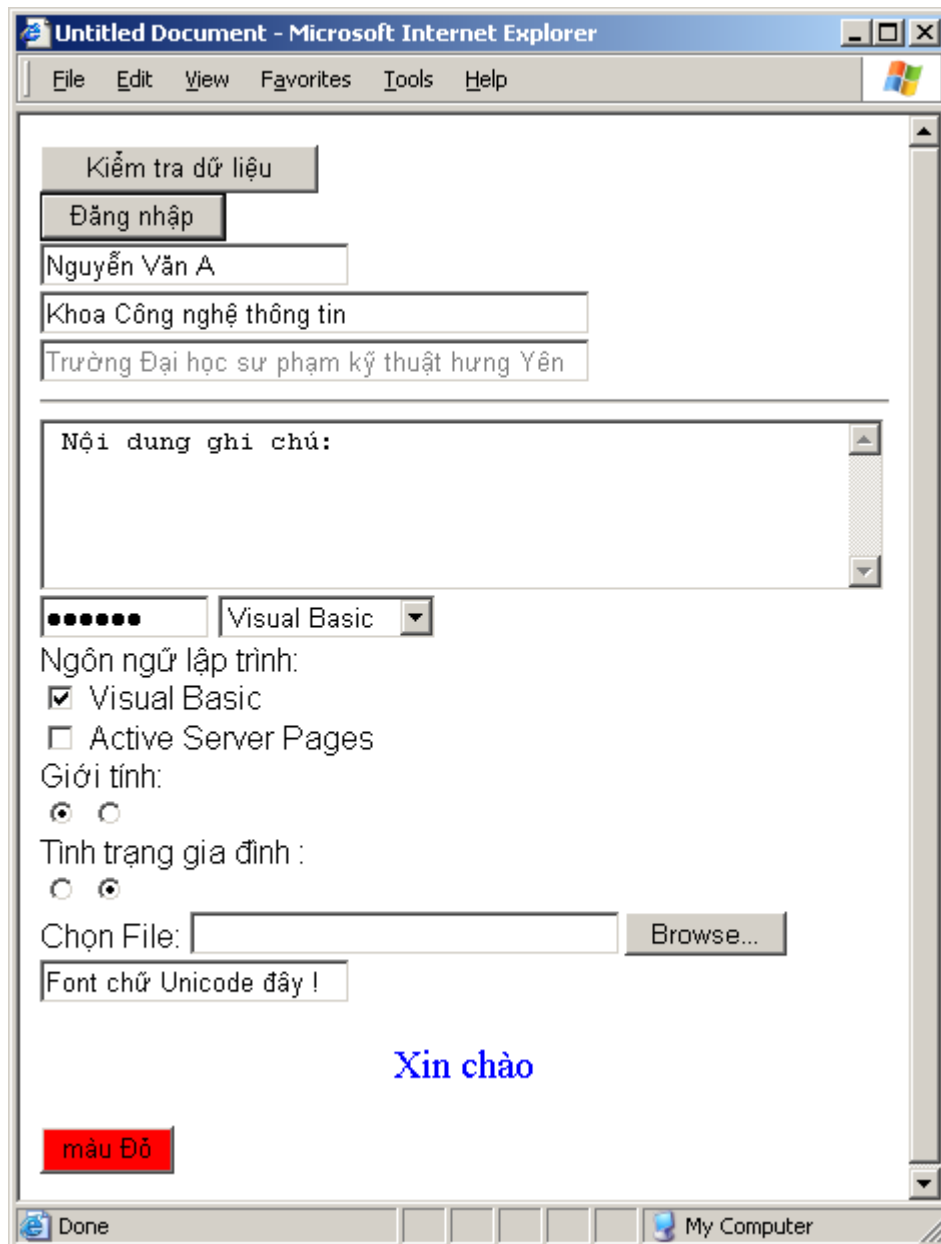 Untitled Document - Microsoft Internet Explorer
File Edit View Favorites Tools Help
Kiểm tra dữ liệu
Đăng nhập
Nguyễn Văn A
Khoa Công nghệ thông tin
Trường Đại học sư phạm kỹ thuật hưng Yên
Nội dung ghi chú:
●●●●●● Visual Basic
Ngôn ngữ lập trình:
Visual Basic
Active Server Pages
Giới tính:
Tình trạng gia đình :
Chọn File: Browse...
Font chữ Unicode đây !
Xin chào
màu Đỏ
Done My Computer